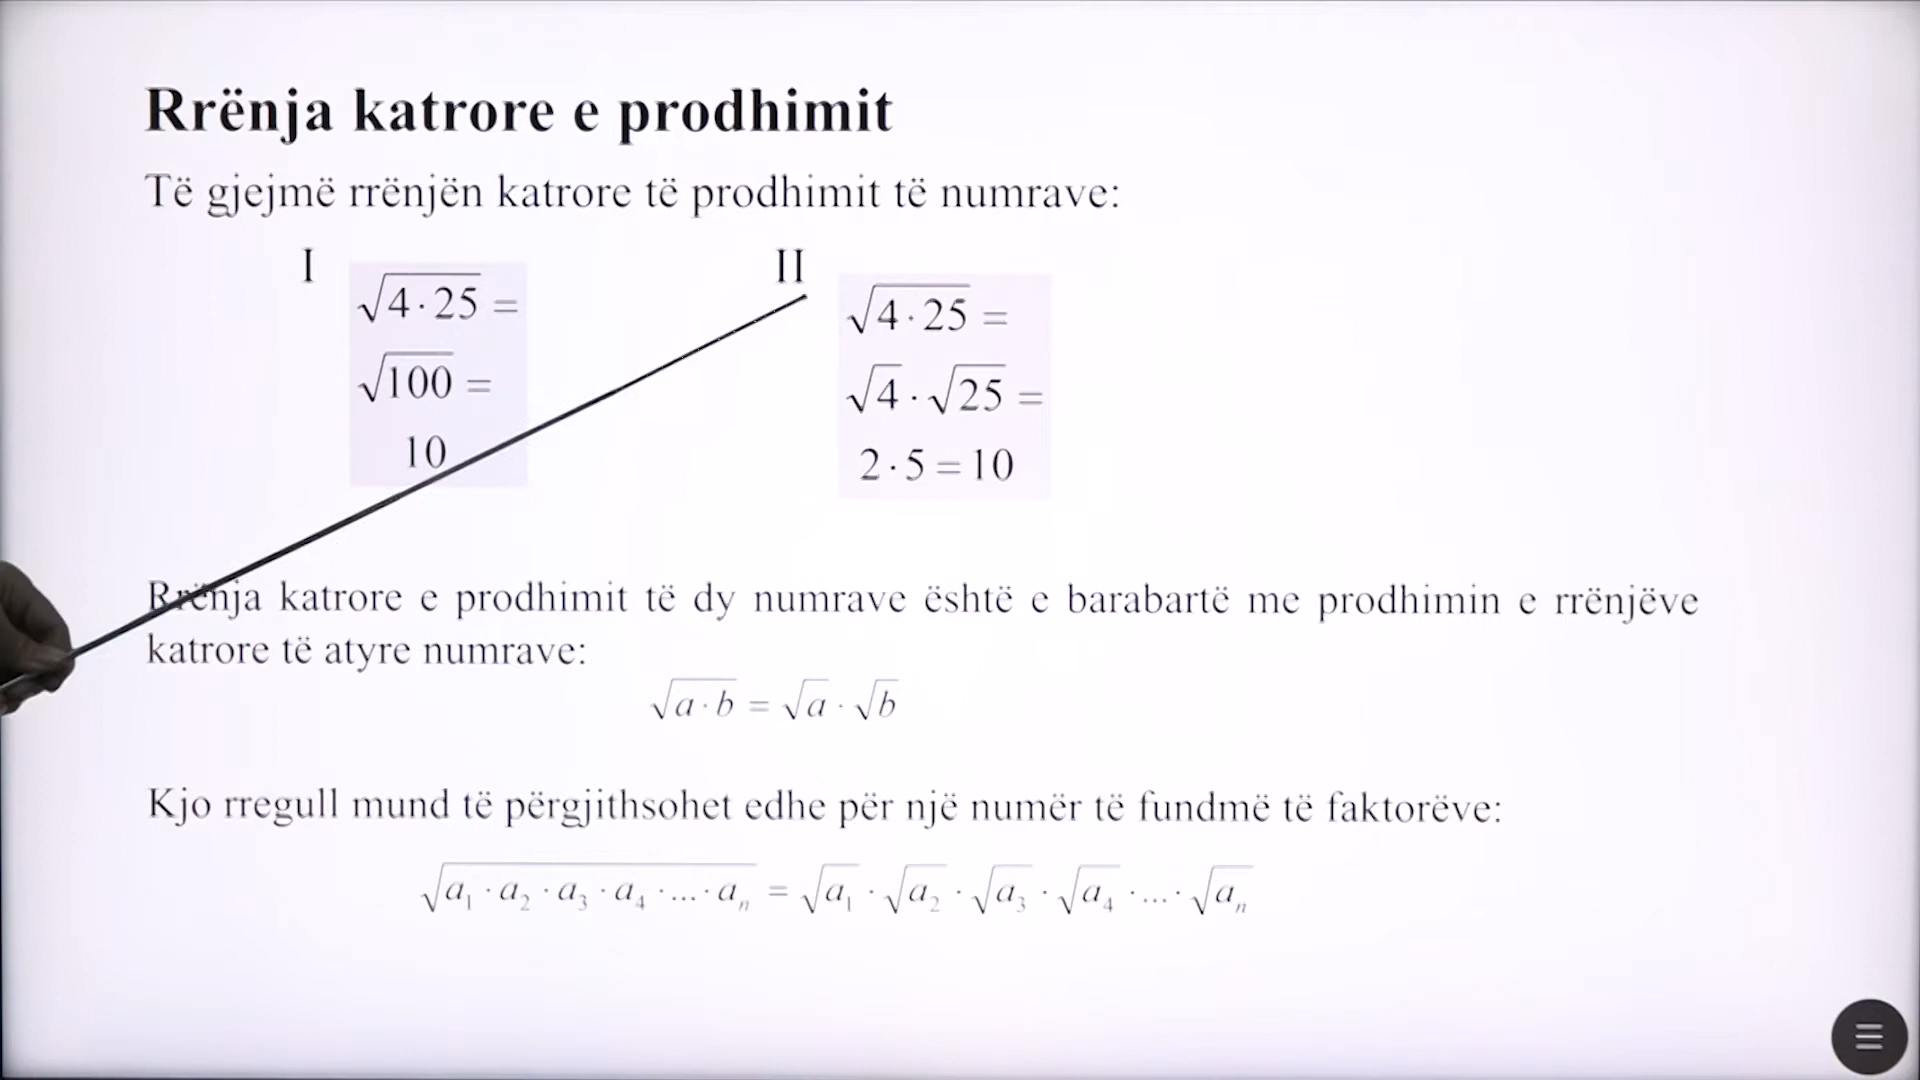 Rrënja katrore e prodhimit
Të gjejmë rrënjën katrore të prodhimit të numrave:
I
√(4·25) =
√100 =
10
II
√(4·25) =
√4·√25 =
2·5=10
Rrënja katrore e prodhimit të dy numrave është e barabartë me prodhimin e rrënjëve
katrore të atyre numrave:
√(a·b) = √a·√b
Kjo rregull mund të përgjithsohet edhe për një numër të fundmë të faktorëve:
√(a₁·a₂·a₃·a₄·...·aₙ) = √a₁·√a₂·√a₃·√a₄·...·√aₙ